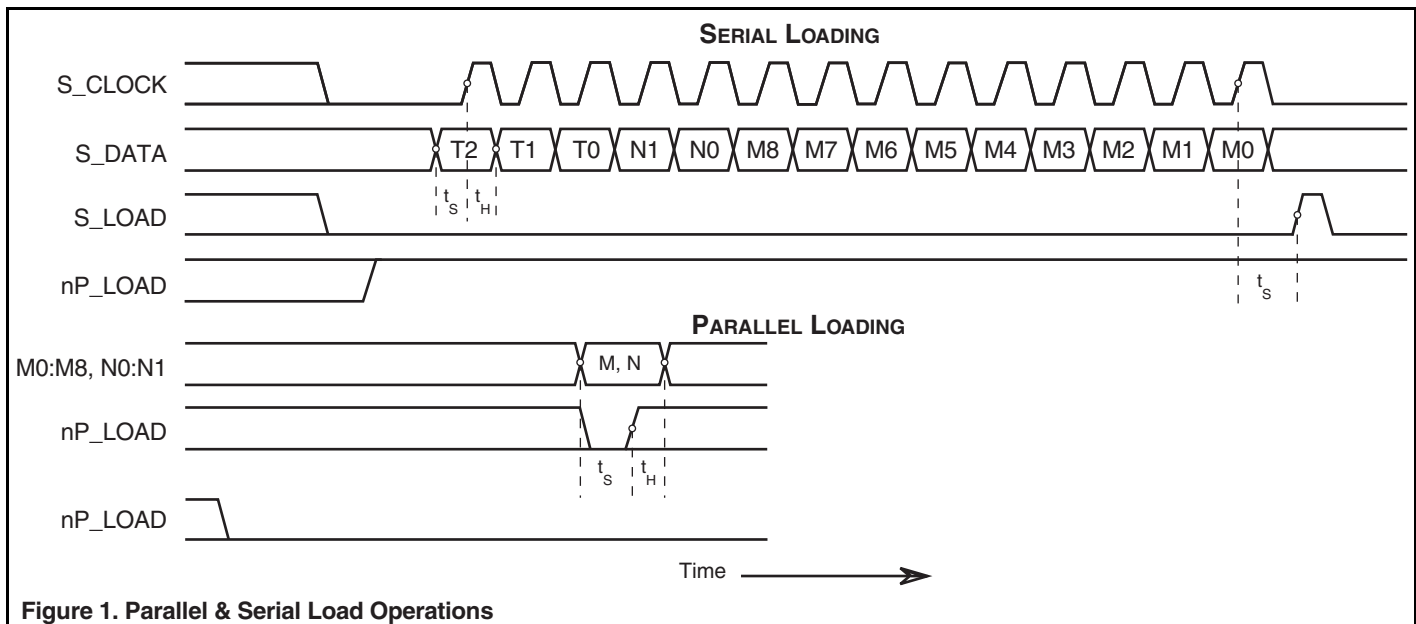 SERIAL LOADING
S_CLOCK
S_DATA T2 T1 T0 N1 N0 M8 M7 M6 M5 M4 M3 M2 M1 M0
tS tH
S_LOAD
nP_LOAD
tS
PARALLEL LOADING
M0:M8, N0:N1 M, N
nP_LOAD
tS tH
nP_LOAD
Time
Figure 1. Parallel & Serial Load Operations